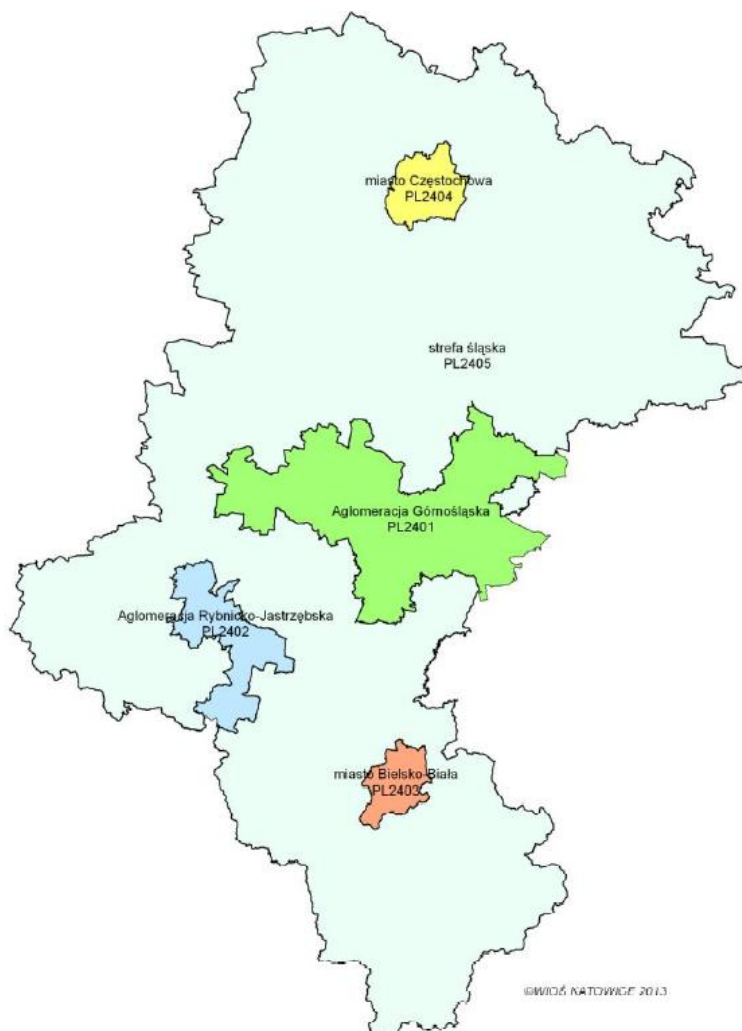 miasto Częstochowa
PL2404
strefa śląska
PL2405
Aglomeracja Górnośląska
PL2401
Aglomeracja Rybnicko-Jastrzębska
PL2402
miasto Bielsko-Biała
PL2403
©WIOŚ KATOWICE 2013